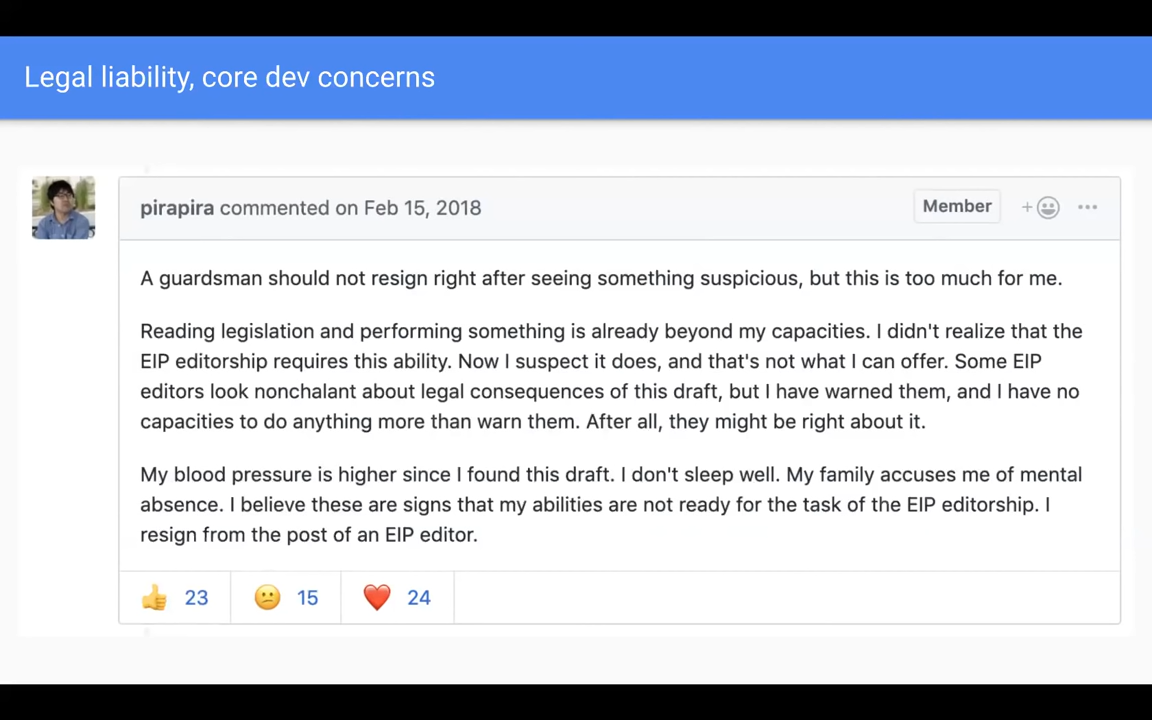 Legal liability, core dev concerns
pirapira commented on Feb 15, 2018
Member
A guardsman should not resign right after seeing something suspicious, but this is too much for me.
Reading legislation and performing something is already beyond my capacities. I didn't realize that the
EIP editorship requires this ability. Now I suspect it does, and that's not what I can offer. Some EIP
editors look nonchalant about legal consequences of this draft, but I have warned them, and I have no
capacities to do anything more than warn them. After all, they might be right about it.
My blood pressure is higher since I found this draft. I don't sleep well. My family accuses me of mental
absence. I believe these are signs that my abilities are not ready for the task of the EIP editorship. I
resign from the post of an EIP editor.
👍 23 😕 15 ❤️ 24